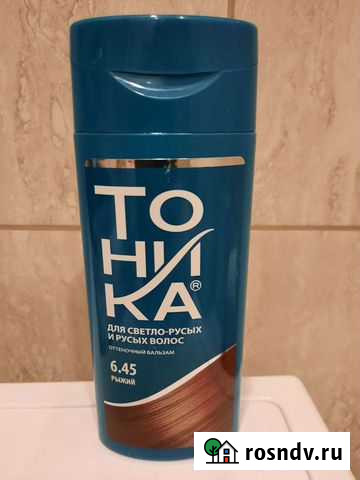 ТО
НИ
КА®
ДЛЯ СВЕТЛО-РУСЫХ
И РУСЫХ ВОЛОС
ОТТЕНОЧНЫЙ БАЛЬЗАМ
6.45
РЫЖИЙ
rosndv.ru